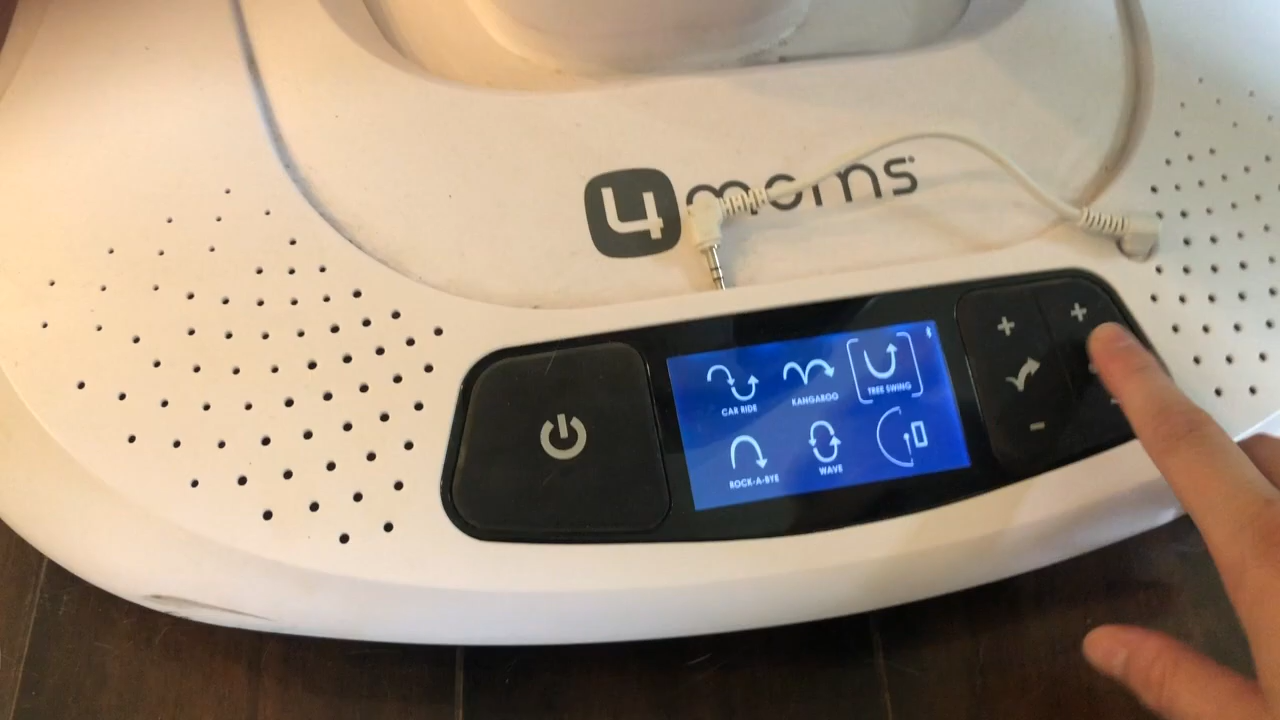 4moms
CAR RIDE
KANGAROO
TREE SWING
ROCK-A-BYE
WAVE